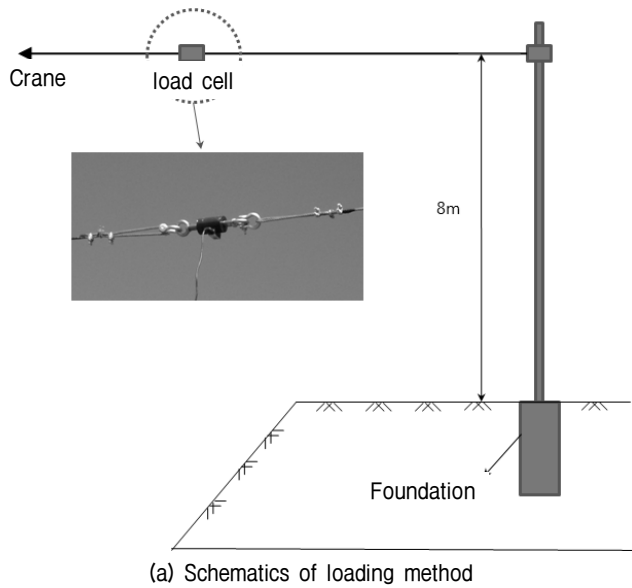 Crane
load cell
8m
Foundation
(a) Schematics of loading method